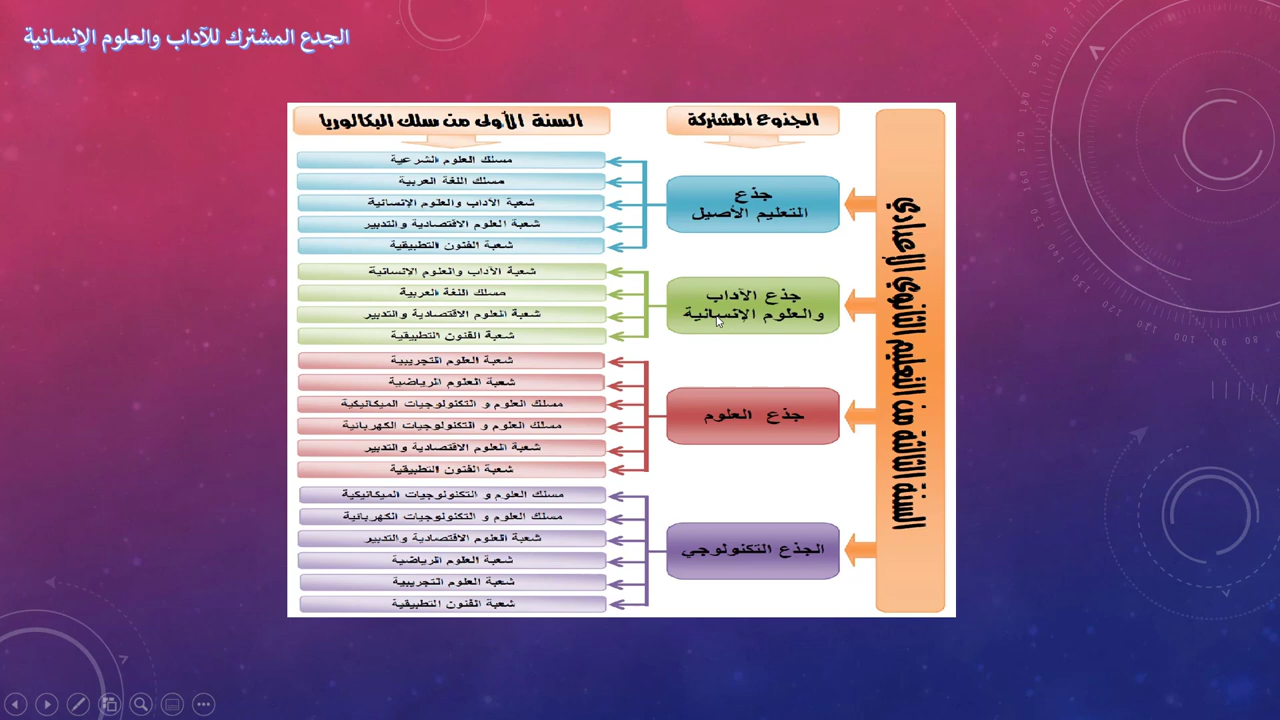 الجدع المشترك للآداب والعلوم الإنسانية
السنة الثالثة من التعليم الثانوي الإعدادي
الجذوع المشتركة
السنة الأولى من سلك البكالوريا
جذع
التعليم الأصيل
مسلك العلوم الشرعية
مسلك اللغة العربية
شعبة الآداب والعلوم الإنسانية
شعبة العلوم الاقتصادية والتدبير
شعبة الفنون التطبيقية
جذع الآداب
والعلوم الإنسانية
شعبة الآداب والعلوم الإنسانية
مسلك اللغة العربية
شعبة العلوم الاقتصادية والتدبير
شعبة الفنون التطبيقية
جذع العلوم
شعبة العلوم التجريبية
شعبة العلوم الرياضية
مسلك العلوم و التكنولوجيات الميكانيكية
مسلك العلوم و التكنولوجيات الكهربائية
شعبة العلوم الاقتصادية والتدبير
شعبة الفنون التطبيقية
الجذع التكنولوجي
مسلك العلوم و التكنولوجيات الميكانيكية
مسلك العلوم و التكنولوجيات الكهربائية
شعبة العلوم الاقتصادية والتدبير
شعبة العلوم الرياضية
شعبة العلوم التجريبية
شعبة الفنون التطبيقية